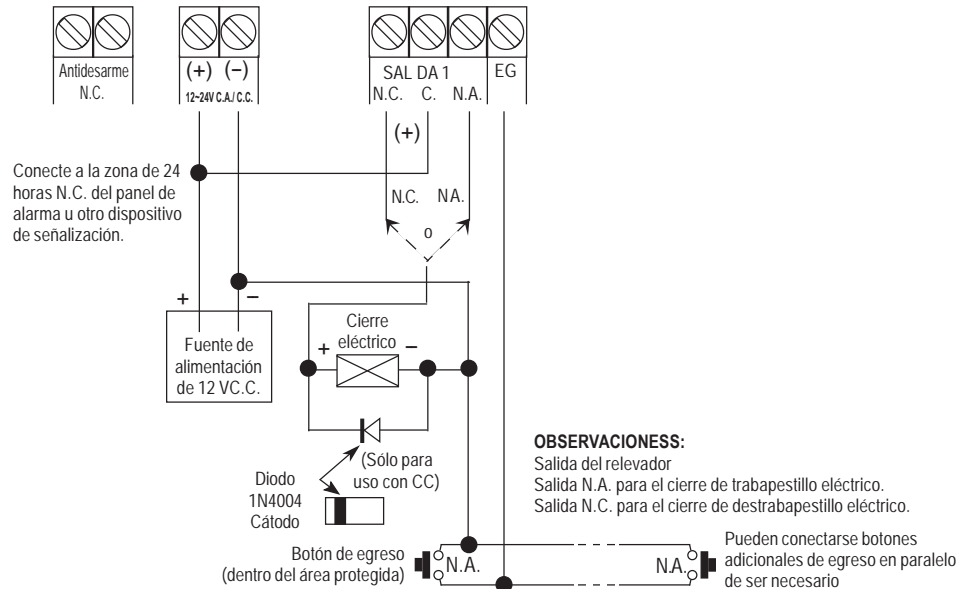 Antidesarme
N.C.
(+) (–)
12~24V C.A./ C.C.
SAL DA 1
N.C. C. N.A.
EG
(+)
Conecte a la zona de 24
horas N.C. del panel de
alarma u otro dispositivo
de señalización.
N.C. NA.
o
+ –
Fuente de
alimentación
de 12 VC.C.
Cierre
eléctrico
+ –
(Sólo para
uso con CC)
Diodo
1N4004
Cátodo
OBSERVACIONESS:
Salida del relevador
Salida N.A. para el cierre de trabapestillo eléctrico.
Salida N.C. para el cierre de destrabapestillo eléctrico.
Botón de egreso
(dentro del área protegida)
N.A.
N.A.
Pueden conectarse botones
adicionales de egreso en paralelo
de ser necesario